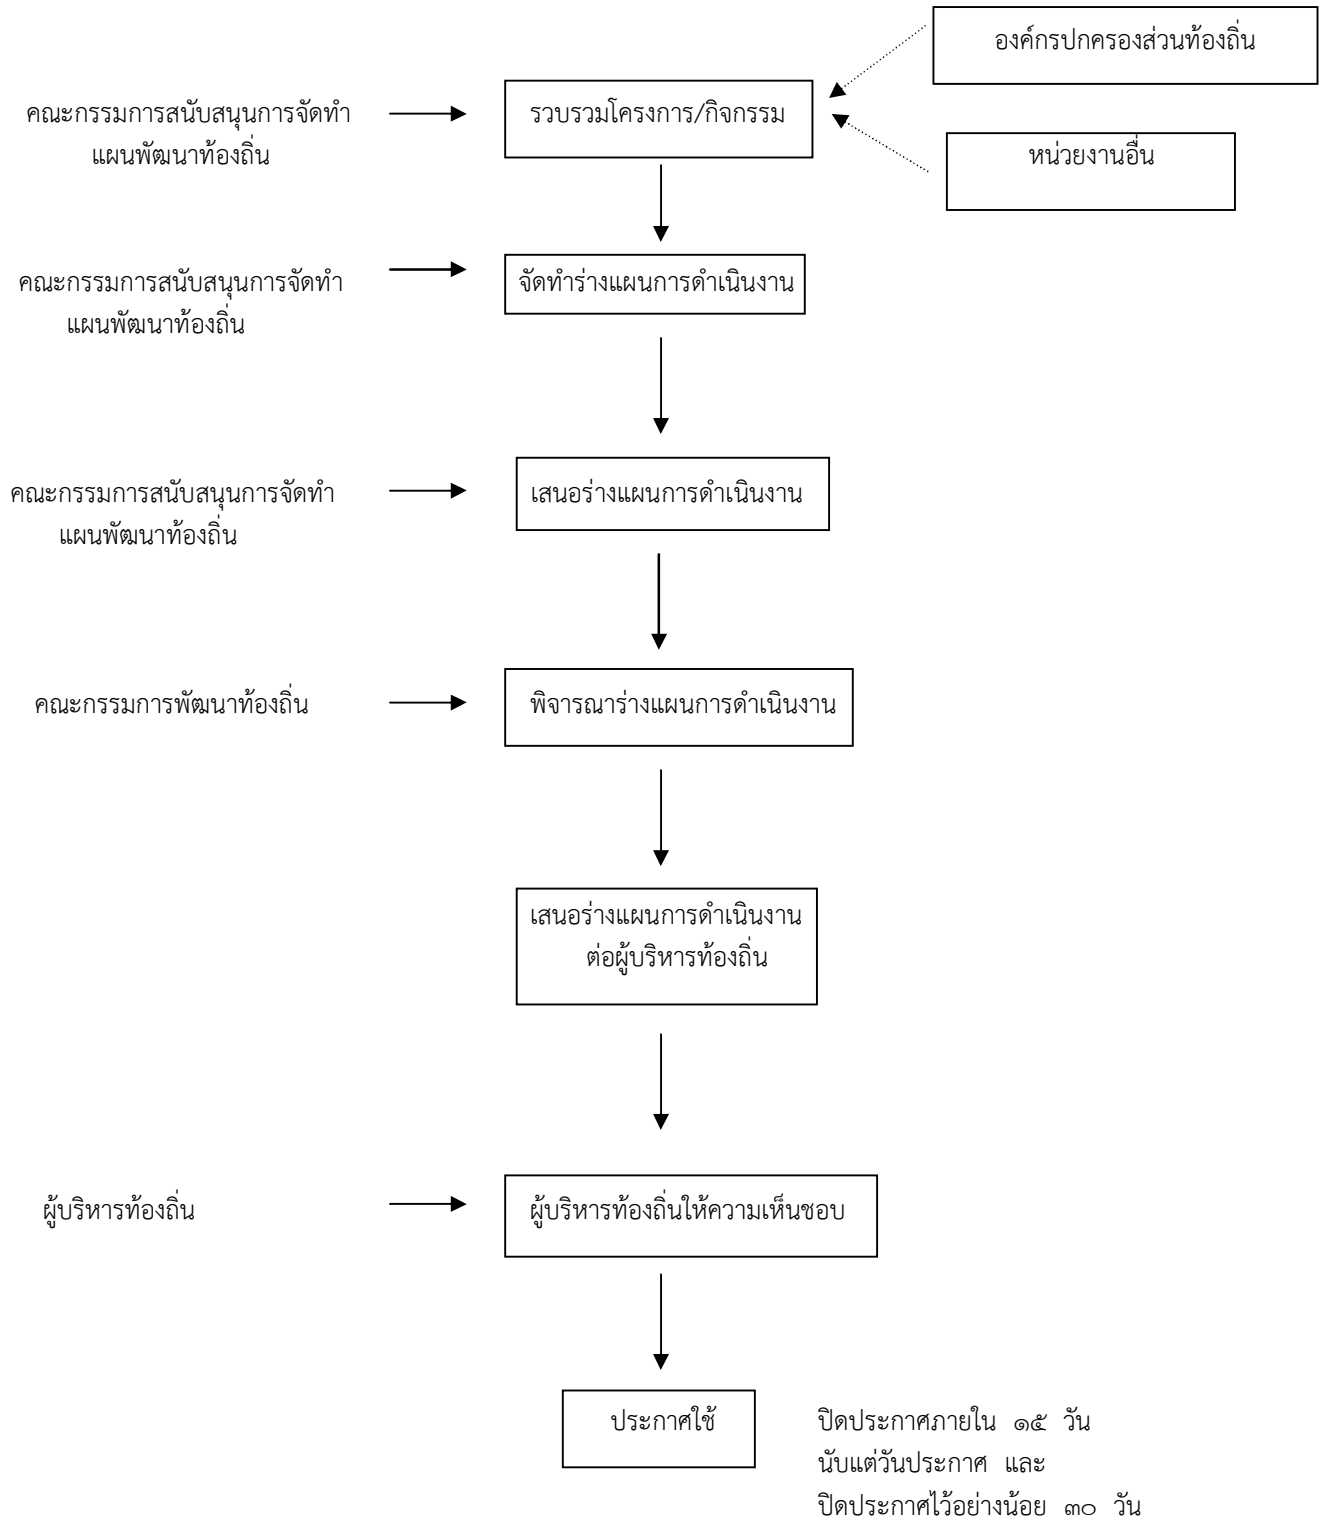 องค์กรปกครองส่วนท้องถิ่น
คณะกรรมการสนับสนุนการจัดทำ
แผนพัฒนาท้องถิ่น
รวบรวมโครงการ/กิจกรรม
หน่วยงานอื่น
คณะกรรมการสนับสนุนการจัดทำ
แผนพัฒนาท้องถิ่น
จัดทำร่างแผนการดำเนินงาน
คณะกรรมการสนับสนุนการจัดทำ
แผนพัฒนาท้องถิ่น
เสนอร่างแผนการดำเนินงาน
คณะกรรมการพัฒนาท้องถิ่น
พิจารณาร่างแผนการดำเนินงาน
เสนอร่างแผนการดำเนินงาน
ต่อผู้บริหารท้องถิ่น
ผู้บริหารท้องถิ่น
ผู้บริหารท้องถิ่นให้ความเห็นชอบ
ประกาศใช้
ปิดประกาศภายใน ๑๕ วัน
นับแต่วันประกาศ และ
ปิดประกาศไว้อย่างน้อย ๓๐ วัน